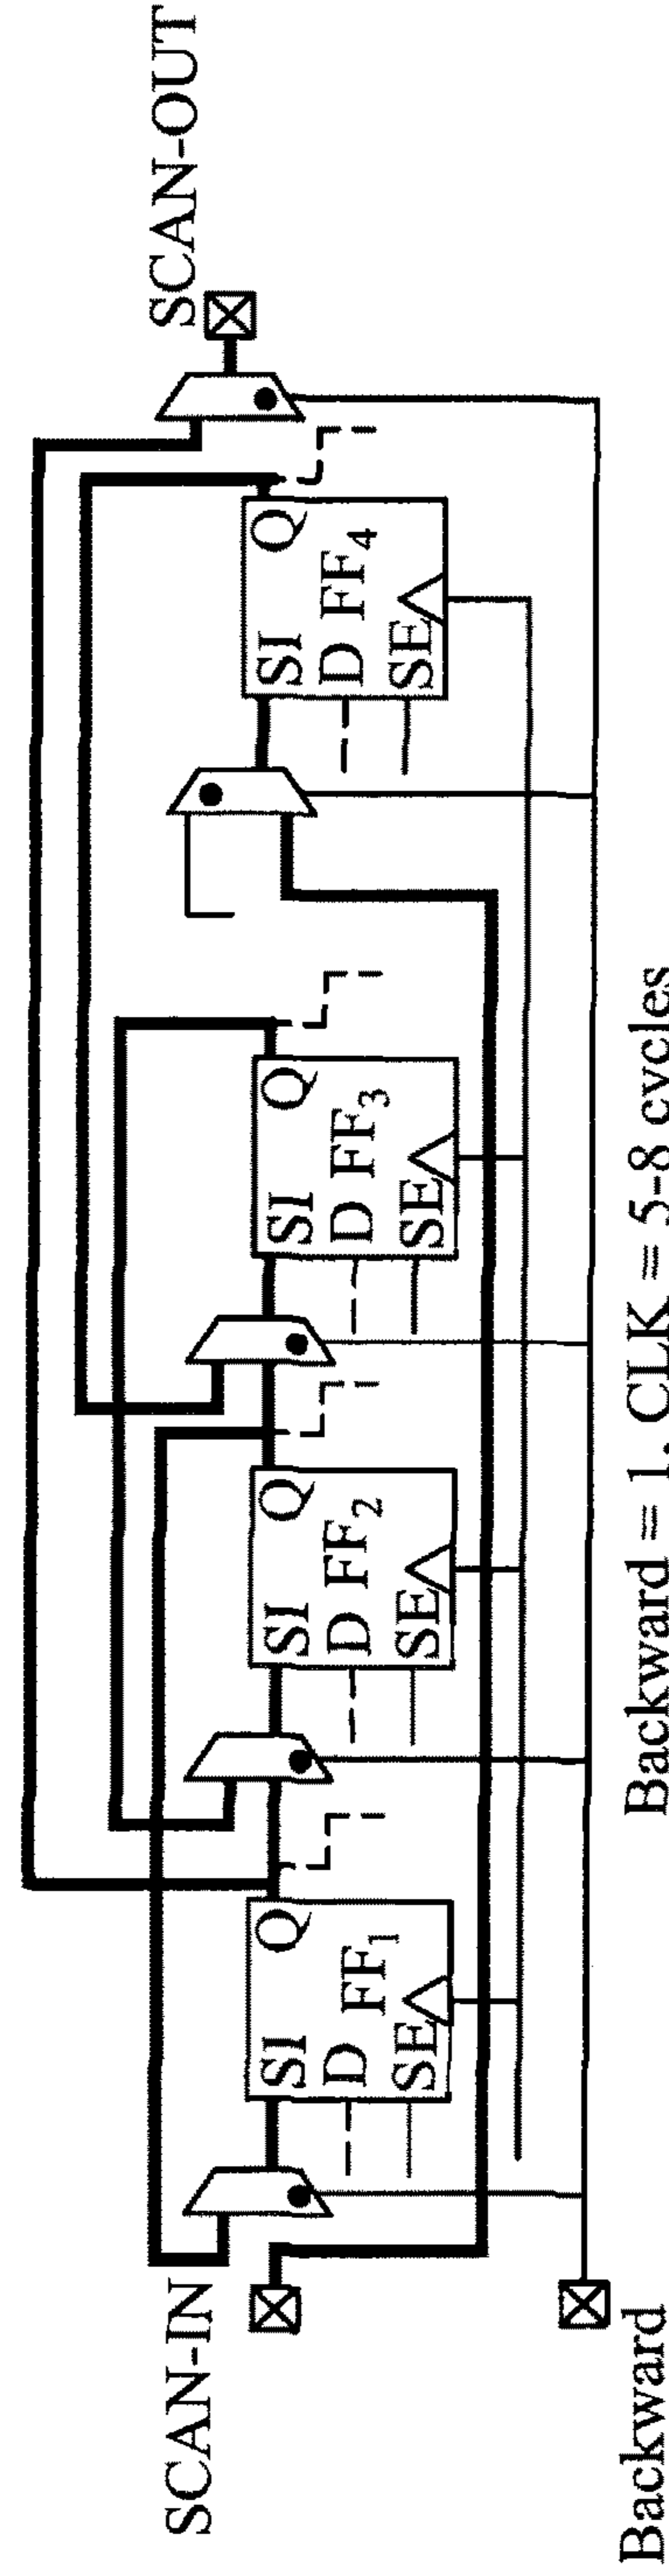 SCAN-IN
SCAN-OUT
SI
Q
D
FF1
SE
SI
Q
D
FF2
SE
SI
Q
D
FF3
SE
SI
Q
D
FF4
SE
Backward
Backward = 1, CLK = 5-8 cycles